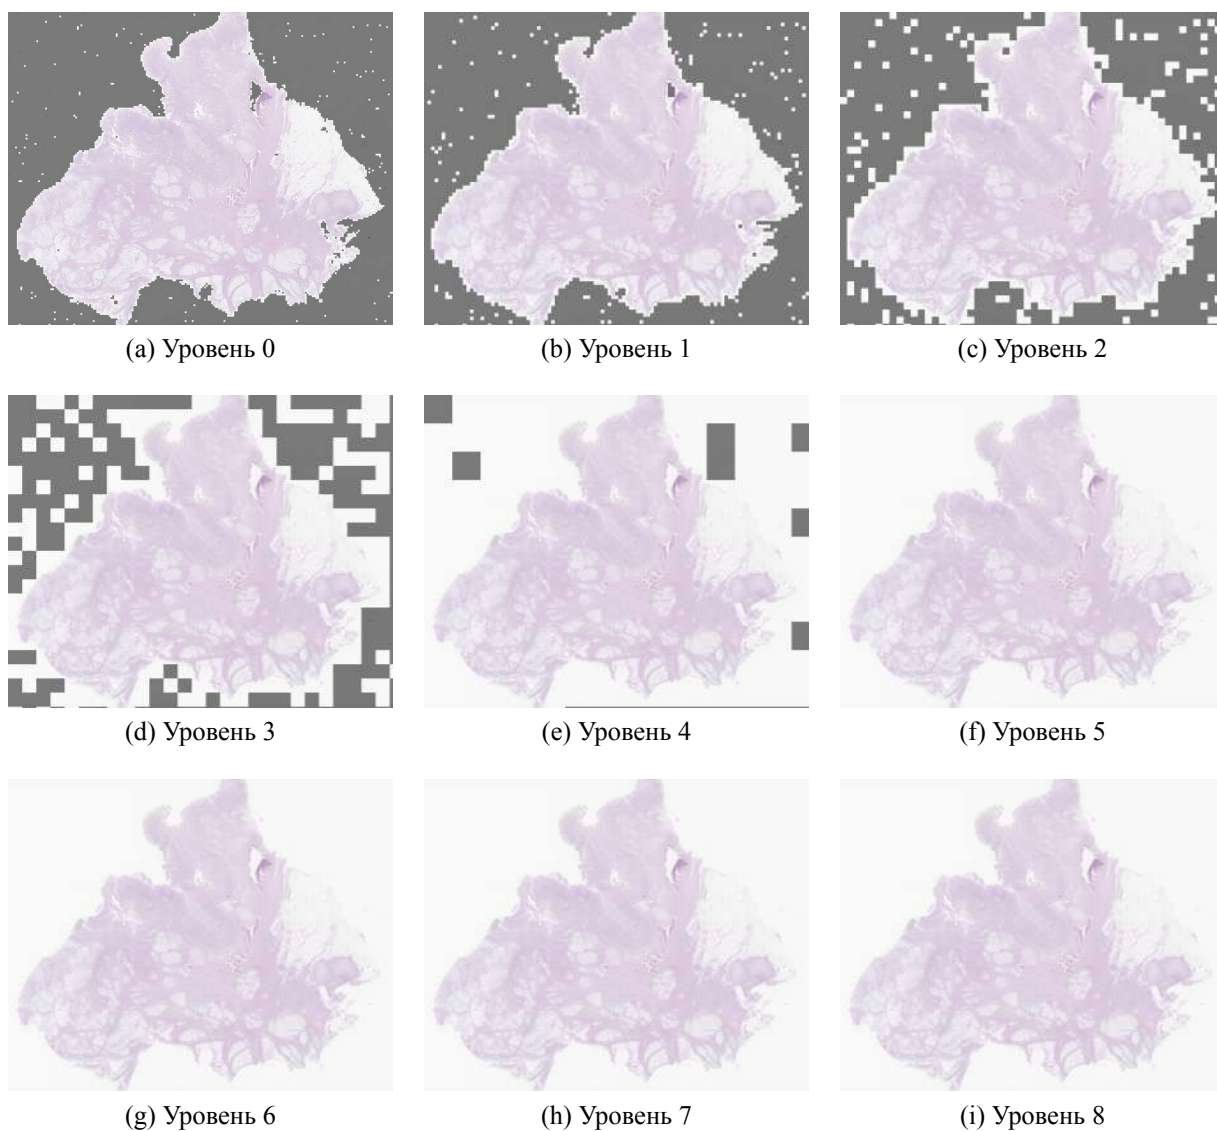 (a) Уровень 0
(b) Уровень 1
(c) Уровень 2
(d) Уровень 3
(e) Уровень 4
(f) Уровень 5
(g) Уровень 6
(h) Уровень 7
(i) Уровень 8